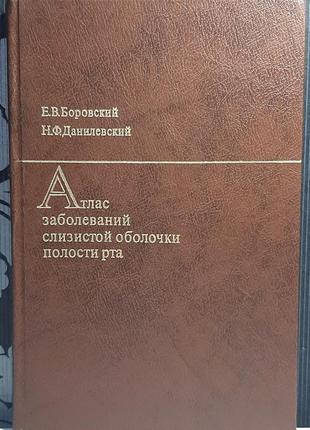 Е.В.Боровский
Н.Ф.Данилевский
Атлас
заболеваний
слизистой оболочки
полости рта